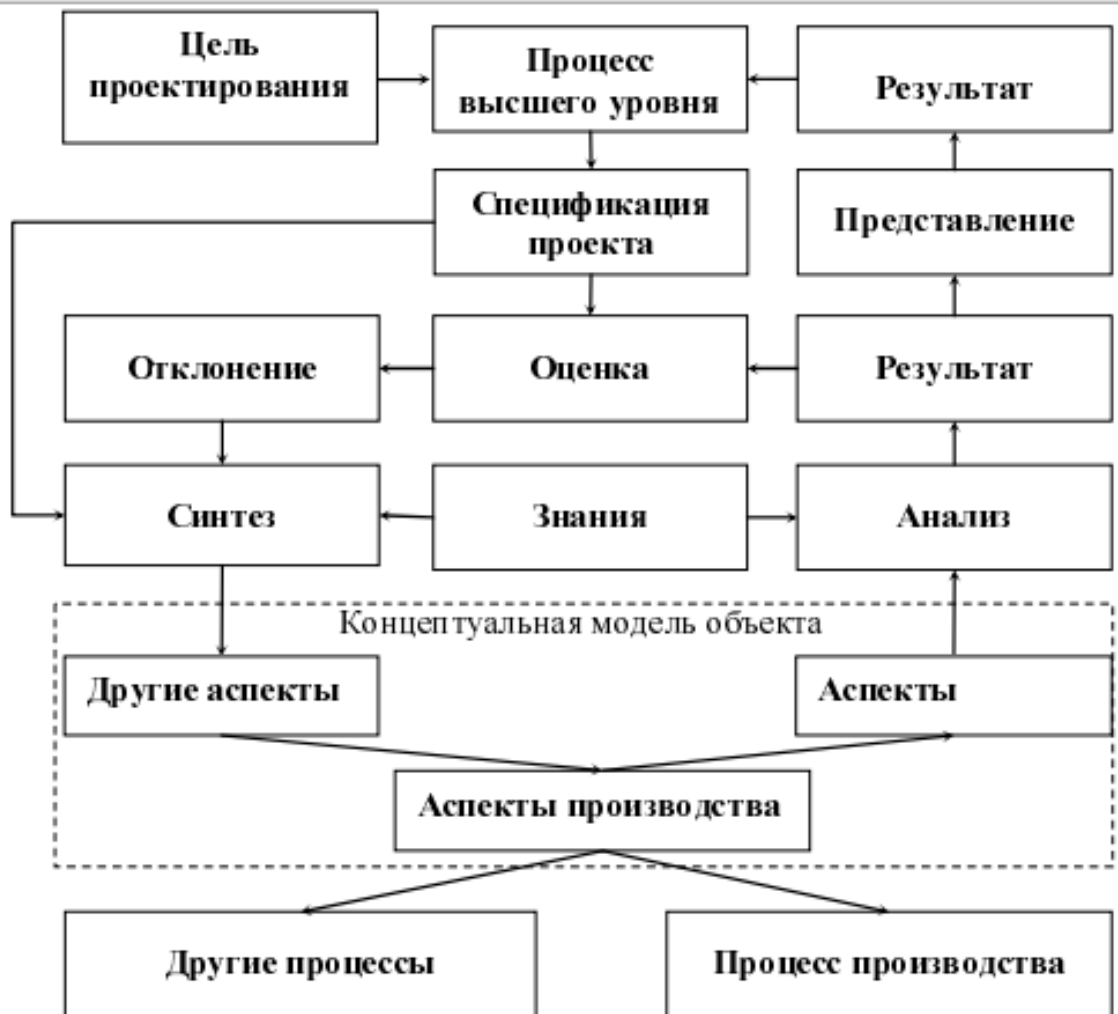 Цель
проектирования
Процесс
высшего уровня
Результат
Спецификация
проекта
Представление
Отклонение
Оценка
Результат
Синтез
Знания
Анализ
Концептуальная модель объекта
Другие аспекты
Аспекты
Аспекты производства
Другие процессы
Процесс производства